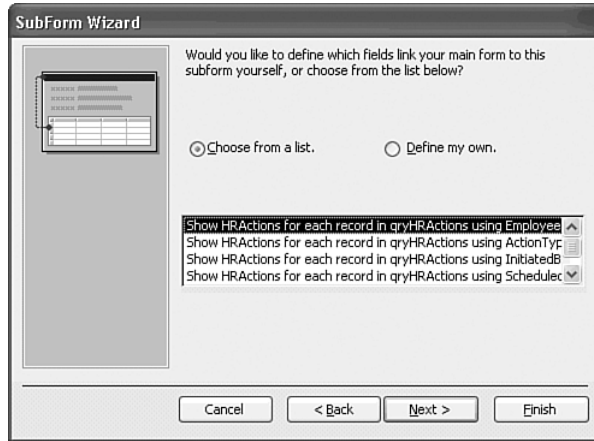 SubForm Wizard
Would you like to define which fields link your main form to this
subform yourself, or choose from the list below?
Choose from a list.
Define my own.
Show HRActions for each record in qryHRActions using Employee
Show HRActions for each record in qryHRActions using ActionTyp
Show HRActions for each record in qryHRActions using InitiatedB
Show HRActions for each record in qryHRActions using Scheduled
Cancel
< Back
Next >
Finish